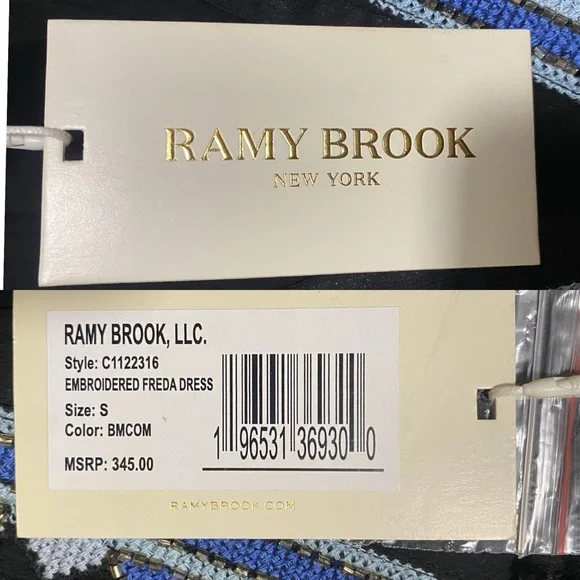 RAMY BROOK
NEW YORK
RAMY BROOK, LLC.
Style: C1122316
EMBROIDERED FREDA DRESS
Size: S
Color: BMCOM
MSRP: 345.00
1 96531 36930 0
RAMYBROOK.COM